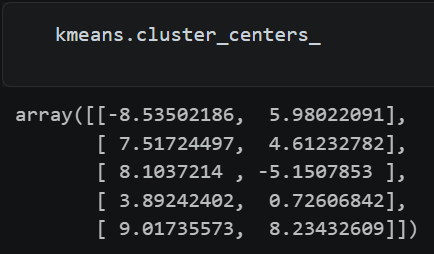 kmeans.cluster_centers_
array([[-8.53502186,  5.98022091],
       [ 7.51724497,  4.61232782],
       [ 8.1037214 , -5.1507853 ],
       [ 3.89242402,  0.72606842],
       [ 9.01735573,  8.23432609]])